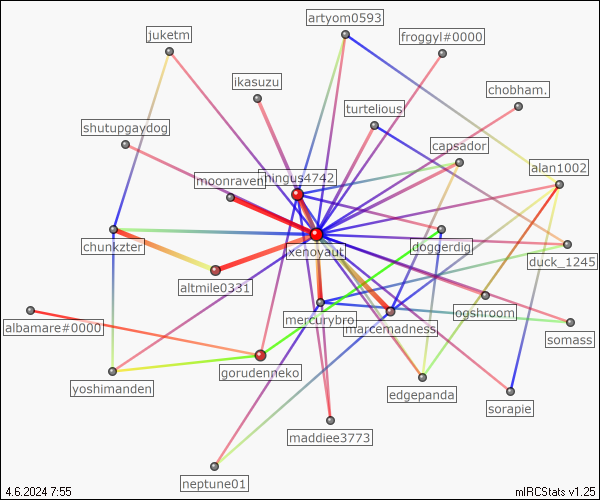 artyom0593
juketm
froggyl#0000
ikasuzu
chobham.
turtelious
shutupgaydog
capsador
alan1002
moonraven
hingus4742
chunkzter
xenoyaut
doggerdig
duck_1245
altmile0331
albamare#0000
mercurybro
marcelnadness
ogshroom
somass
gorudenneko
yoshimanden
edgepanda
sorapie
maddiee3773
neptune01
4.6.2024 7:55
mIRCStats v1.25